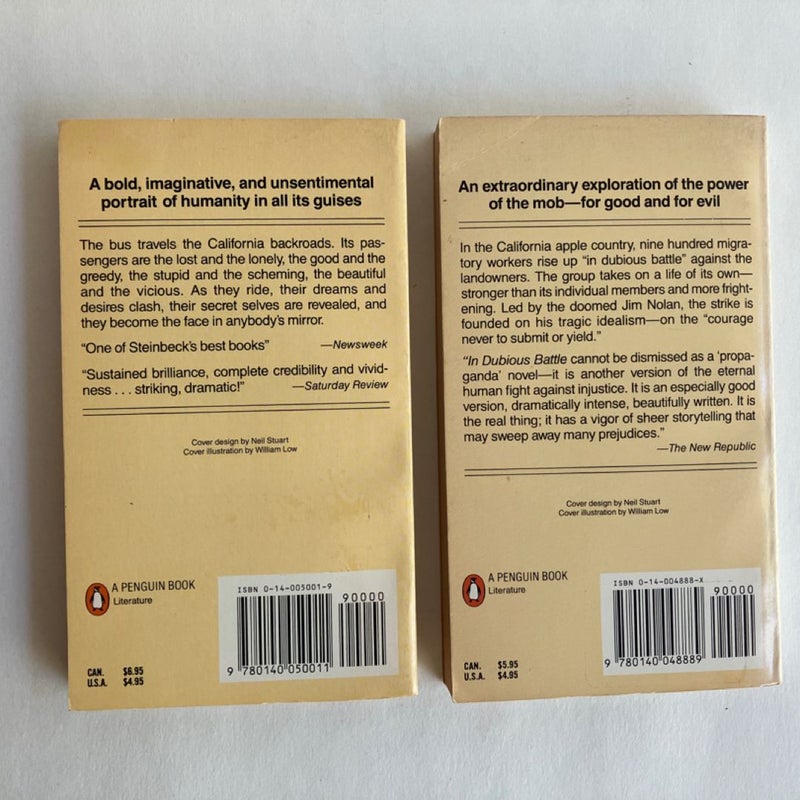 A bold, imaginative, and unsentimental
portrait of humanity in all its guises
The bus travels the California backroads. Its pas-
sengers are the lost and the lonely, the good and the
greedy, the stupid and the scheming, the beautiful
and the vicious. As they ride, their dreams and
desires clash, their secret selves are revealed, and
they become the face in anybody's mirror.
“One of Steinbeck's best books” —Newsweek
“Sustained brilliance, complete credibility and vivid-
ness . . . striking, dramatic!” —Saturday Review
Cover design by Neil Stuart
Cover illustration by William Low
A PENGUIN BOOK
Literature
ISBN 0-14-005001-9
90000
9 780140 050011
CAN. $6.95
U.S.A. $4.95
An extraordinary exploration of the power
of the mob—for good and for evil
In the California apple country, nine hundred migra-
tory workers rise up “in dubious battle” against the
landowners. The group takes on a life of its own—
stronger than its individual members and more fright-
ening. Led by the doomed Jim Nolan, the strike is
founded on his tragic idealism—on the “courage
never to submit or yield.”
“In Dubious Battle cannot be dismissed as a ‘propa-
ganda’ novel—it is another version of the eternal
human fight against injustice. It is an especially good
version, dramatically intense, beautifully written. It is
the real thing; it has a vigor of sheer storytelling that
may sweep away many prejudices.”
—The New Republic
Cover design by Neil Stuart
Cover illustration by William Low
A PENGUIN BOOK
Literature
ISBN 0-14-004888-X
90000
9 780140 048889
CAN. $5.95
U.S.A. $4.95